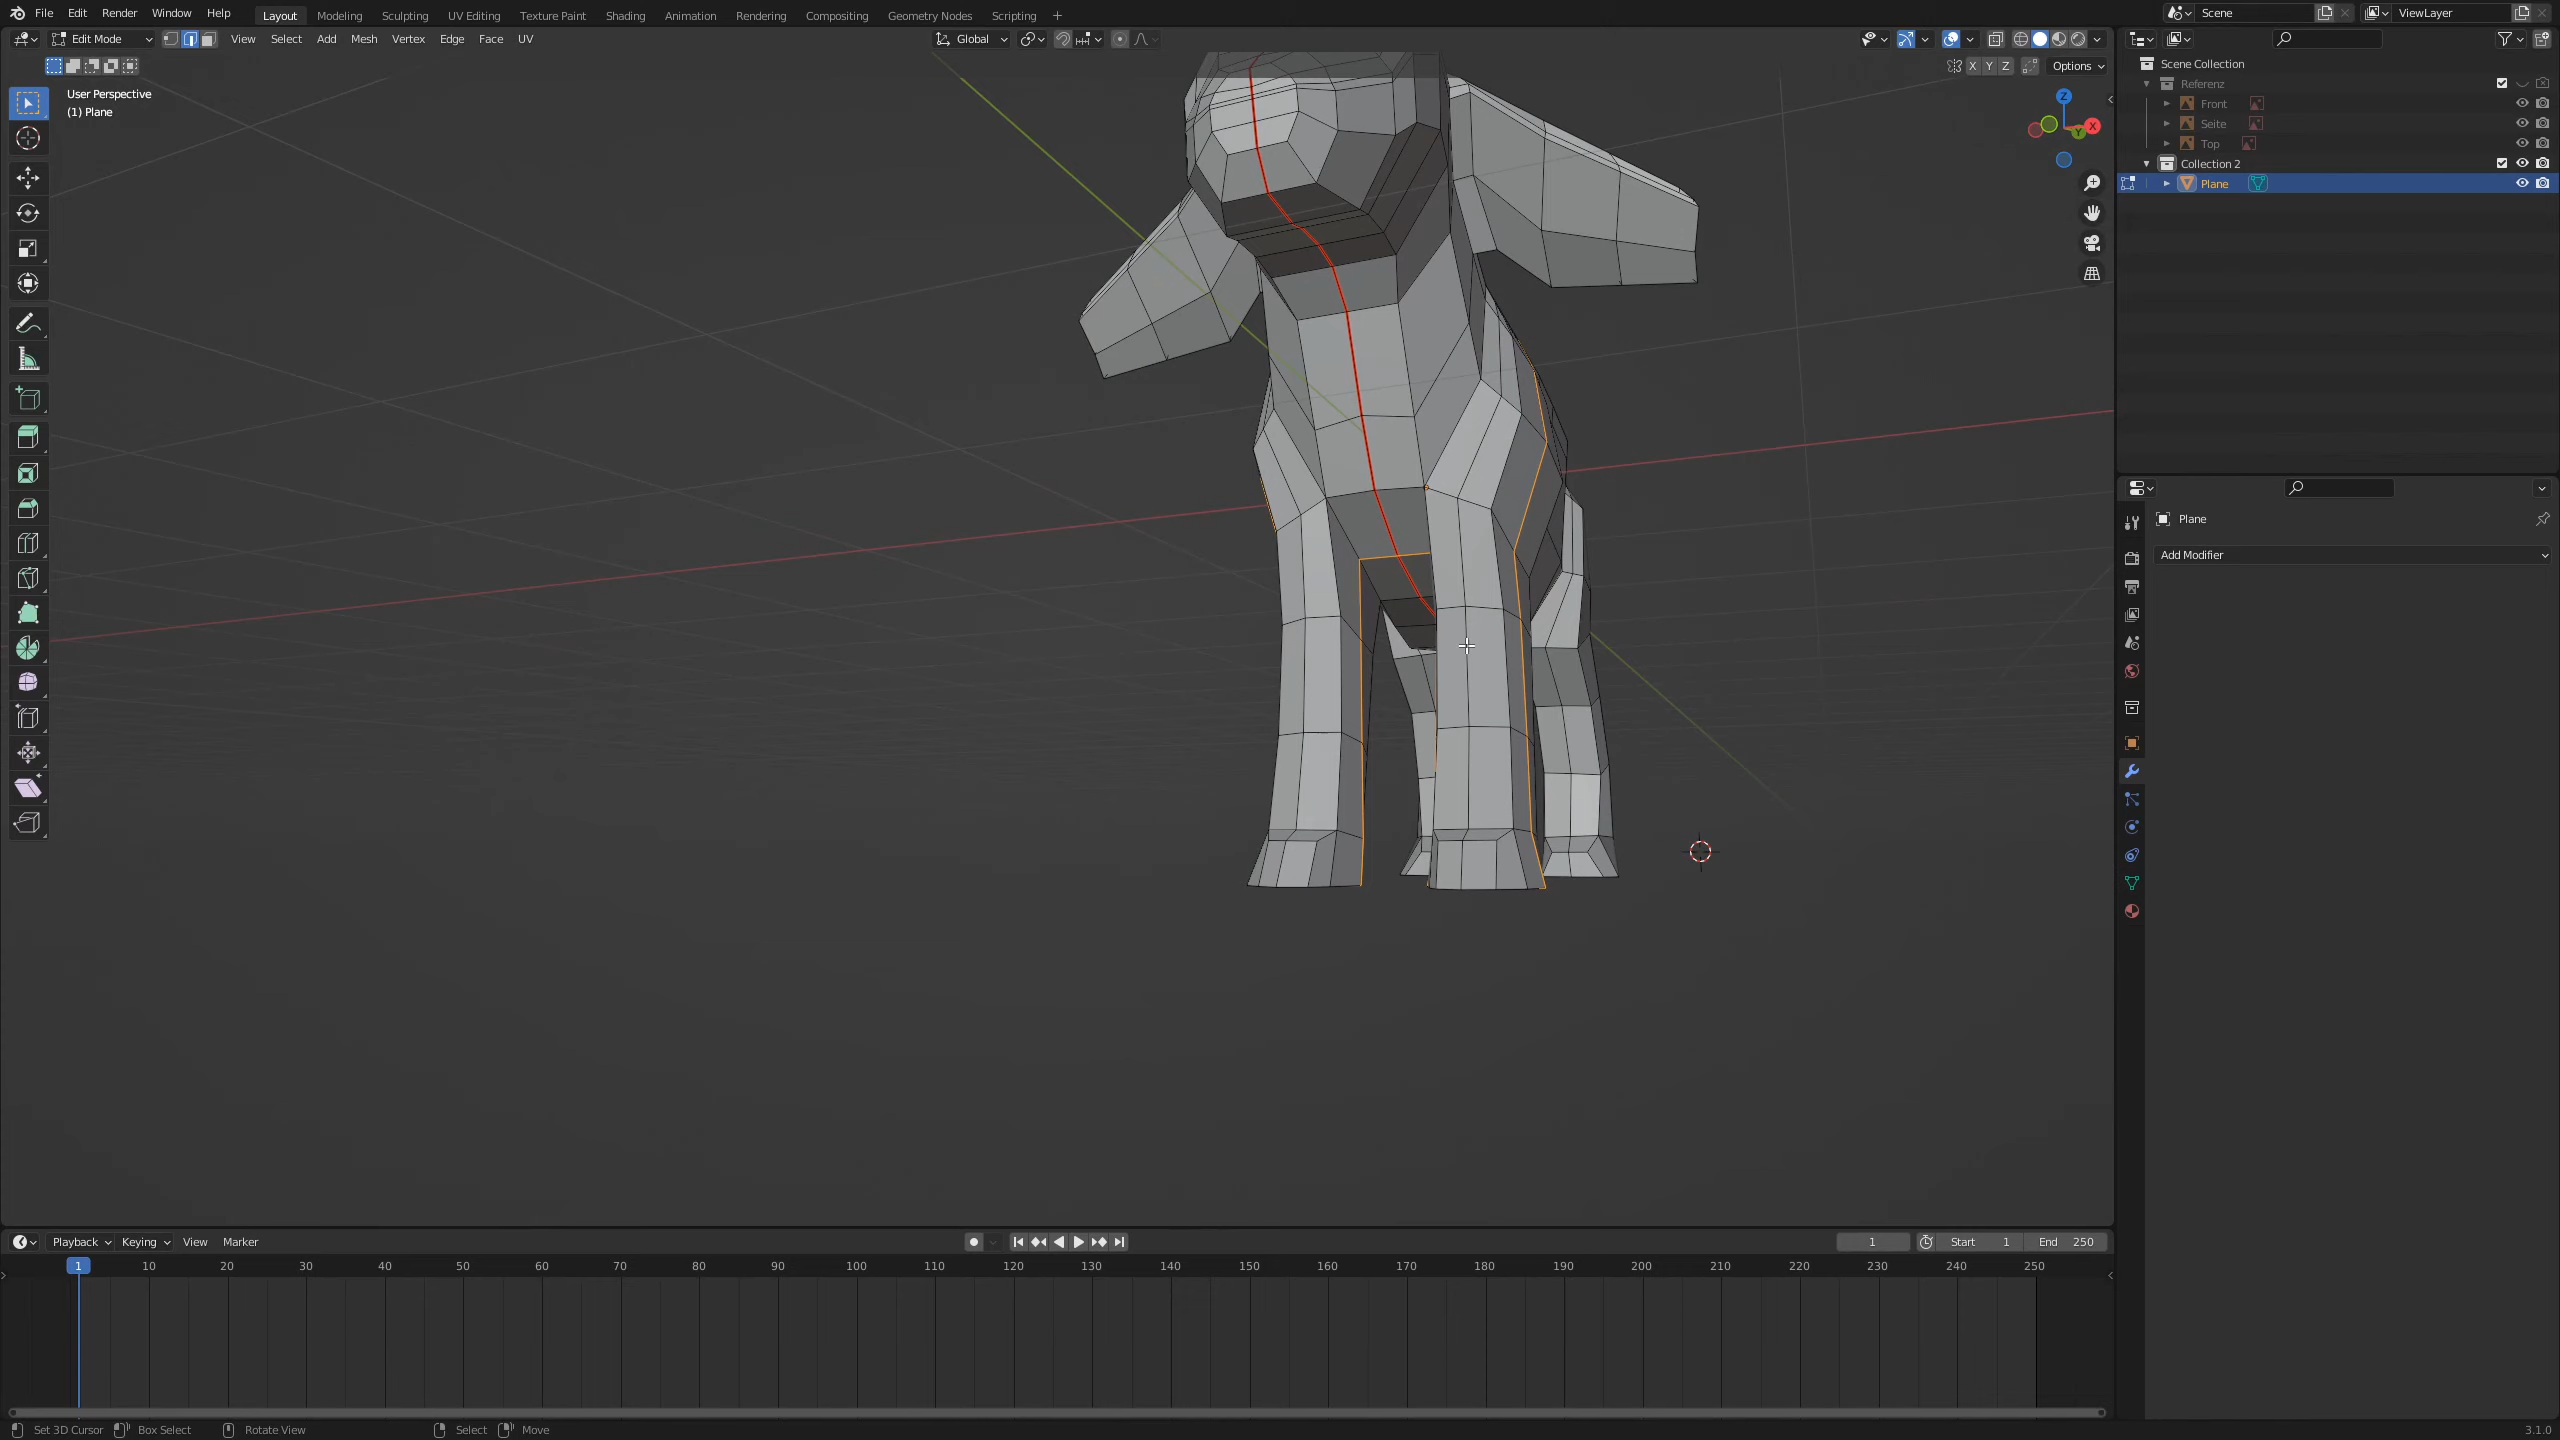 File Edit Render Window Help Layout Modeling Sculpting UV Editing Texture Paint Shading Animation Rendering Compositing Geometry Nodes Scripting + Scene ViewLayer
Edit Mode View Select Add Mesh Vertex Edge Face UV Global
X Y Z Options
User Perspective
(1) Plane
Z
Y X
Scene Collection
Referenz
Front
Seite
Top
Collection 2
Plane
Plane
Add Modifier
Playback Keying View Marker 1 Start 1 End 250
1 10 20 30 40 50 60 70 80 90 100 110 120 130 140 150 160 170 180 190 200 210 220 230 240 250
Set 3D Cursor Box Select Rotate View Select Move 3.1.0